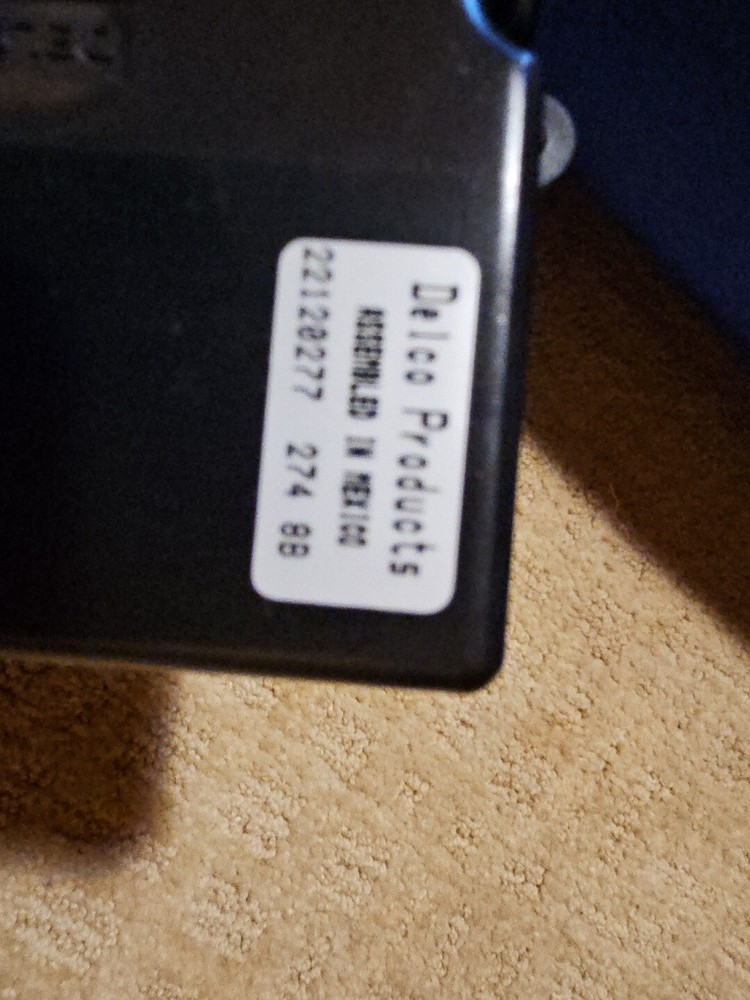 Delco Products
ASSEMBLED IN MEXICO
22120277 274 88